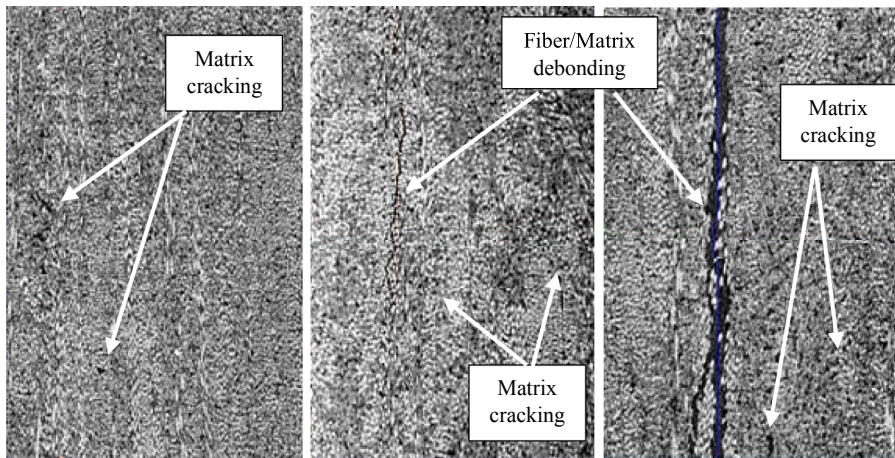 Matrix
cracking
Fiber/Matrix
debonding
Matrix
cracking
Matrix
cracking